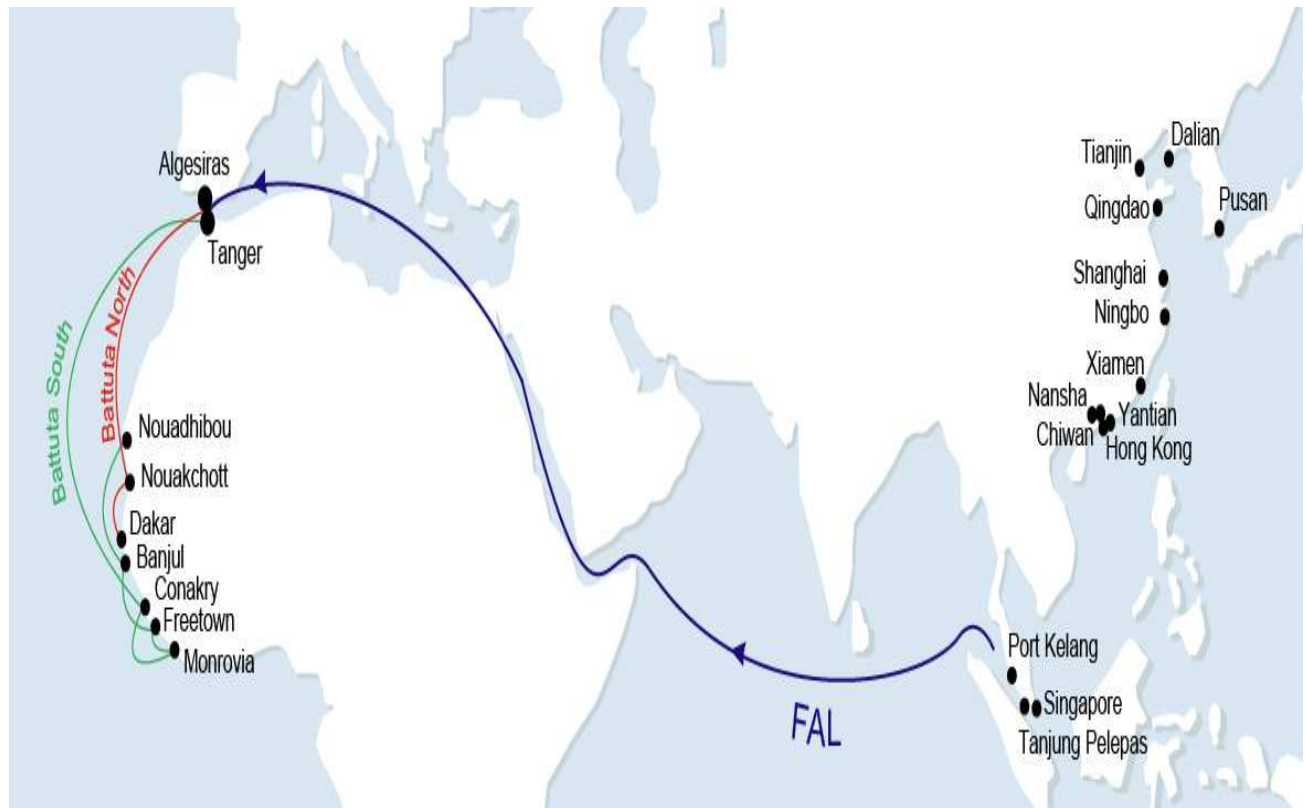 Algesiras
Tanger
Battuta South
Battuta North
Nouadhibou
Nouakchott
Dakar
Banjul
Conakry
Freetown
Monrovia
FAL
Tianjin
Dalian
Qingdao
Pusan
Shanghai
Ningbo
Xiamen
Nansha
Yantian
Chiwan
Hong Kong
Port Kelang
Singapore
Tanjung Pelepas